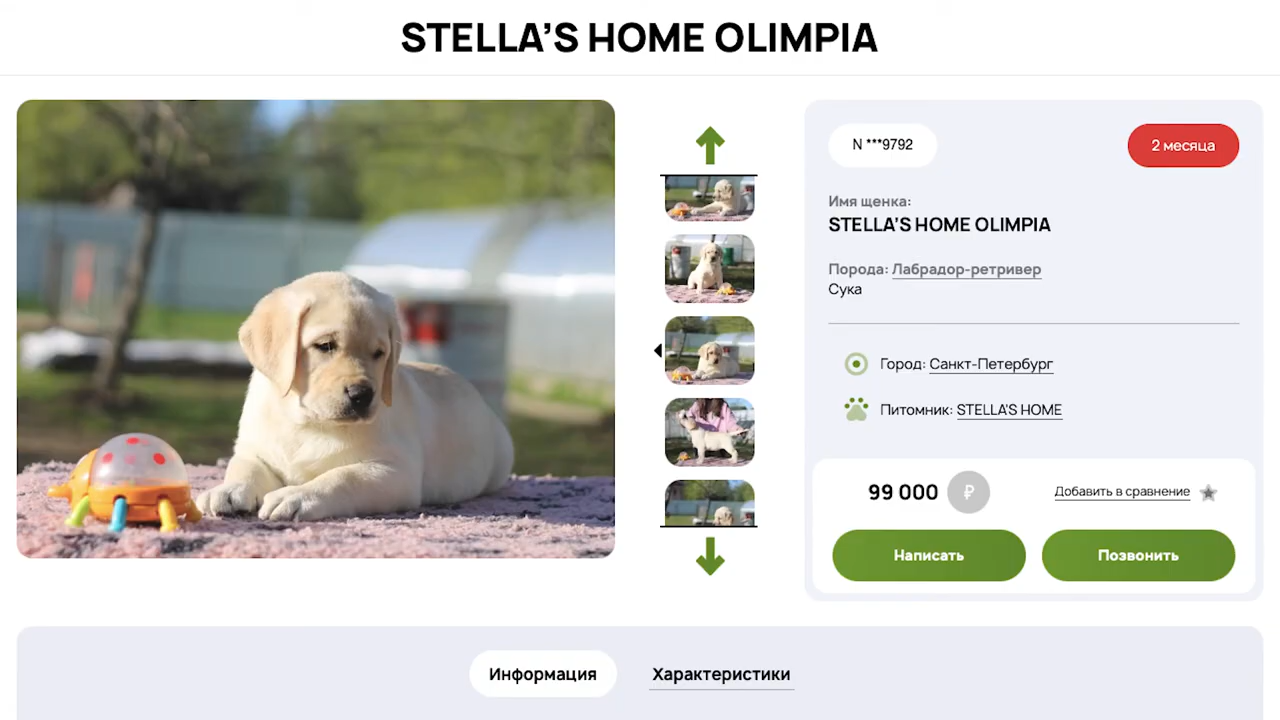 STELLA’S HOME OLIMPIA
N ***9792
2 месяца
Имя щенка:
STELLA’S HOME OLIMPIA
Порода: Лабрадор-ретривер
Сука
Город: Санкт-Петербург
Питомник: STELLA'S HOME
99 000 ₽
Добавить в сравнение
Написать
Позвонить
Информация
Характеристики